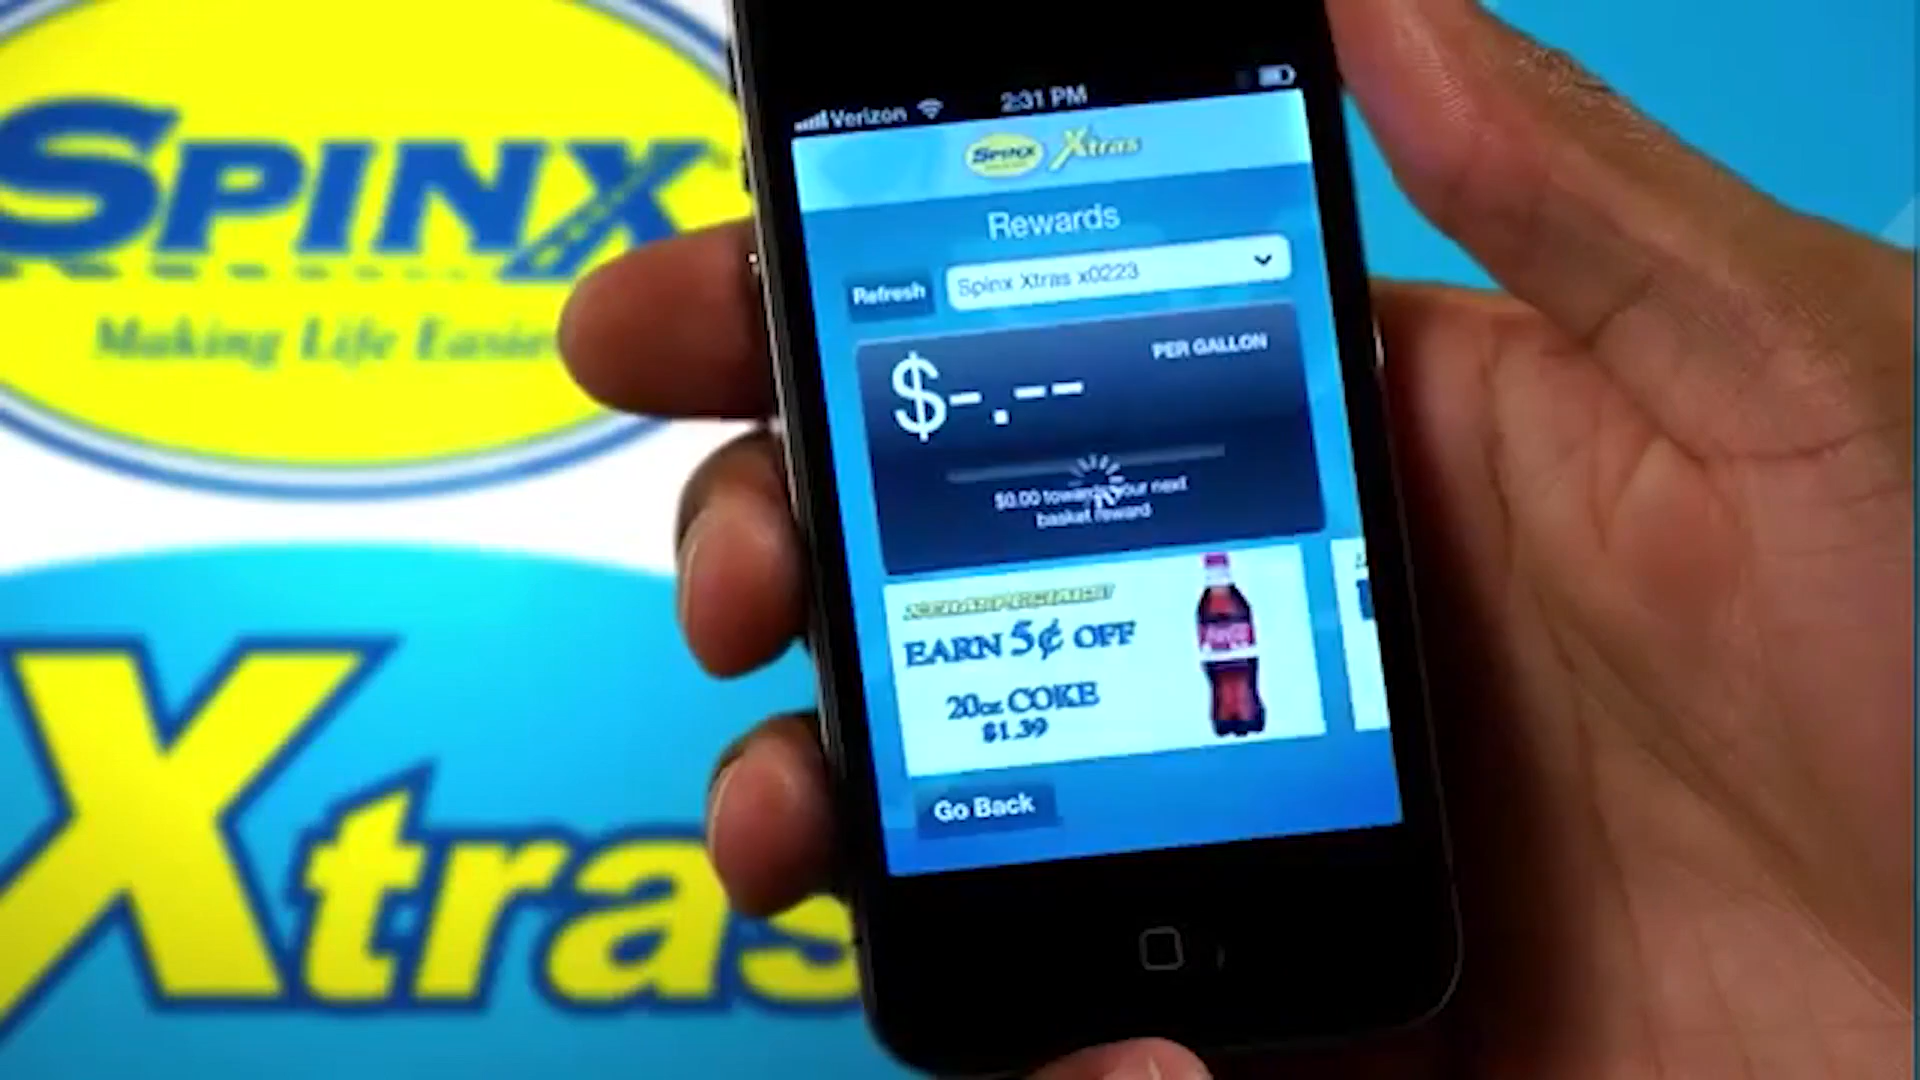 SPINX
Making Life Easier
Xtras
Verizon
2:31 PM
SPINX Xtras
Rewards
Refresh
Spinx Xtras x0223
PER GALLON
$-.--
$0.00 towards your next
basket reward
EARN 5¢ OFF
20oz COKE
$1.39
Go Back